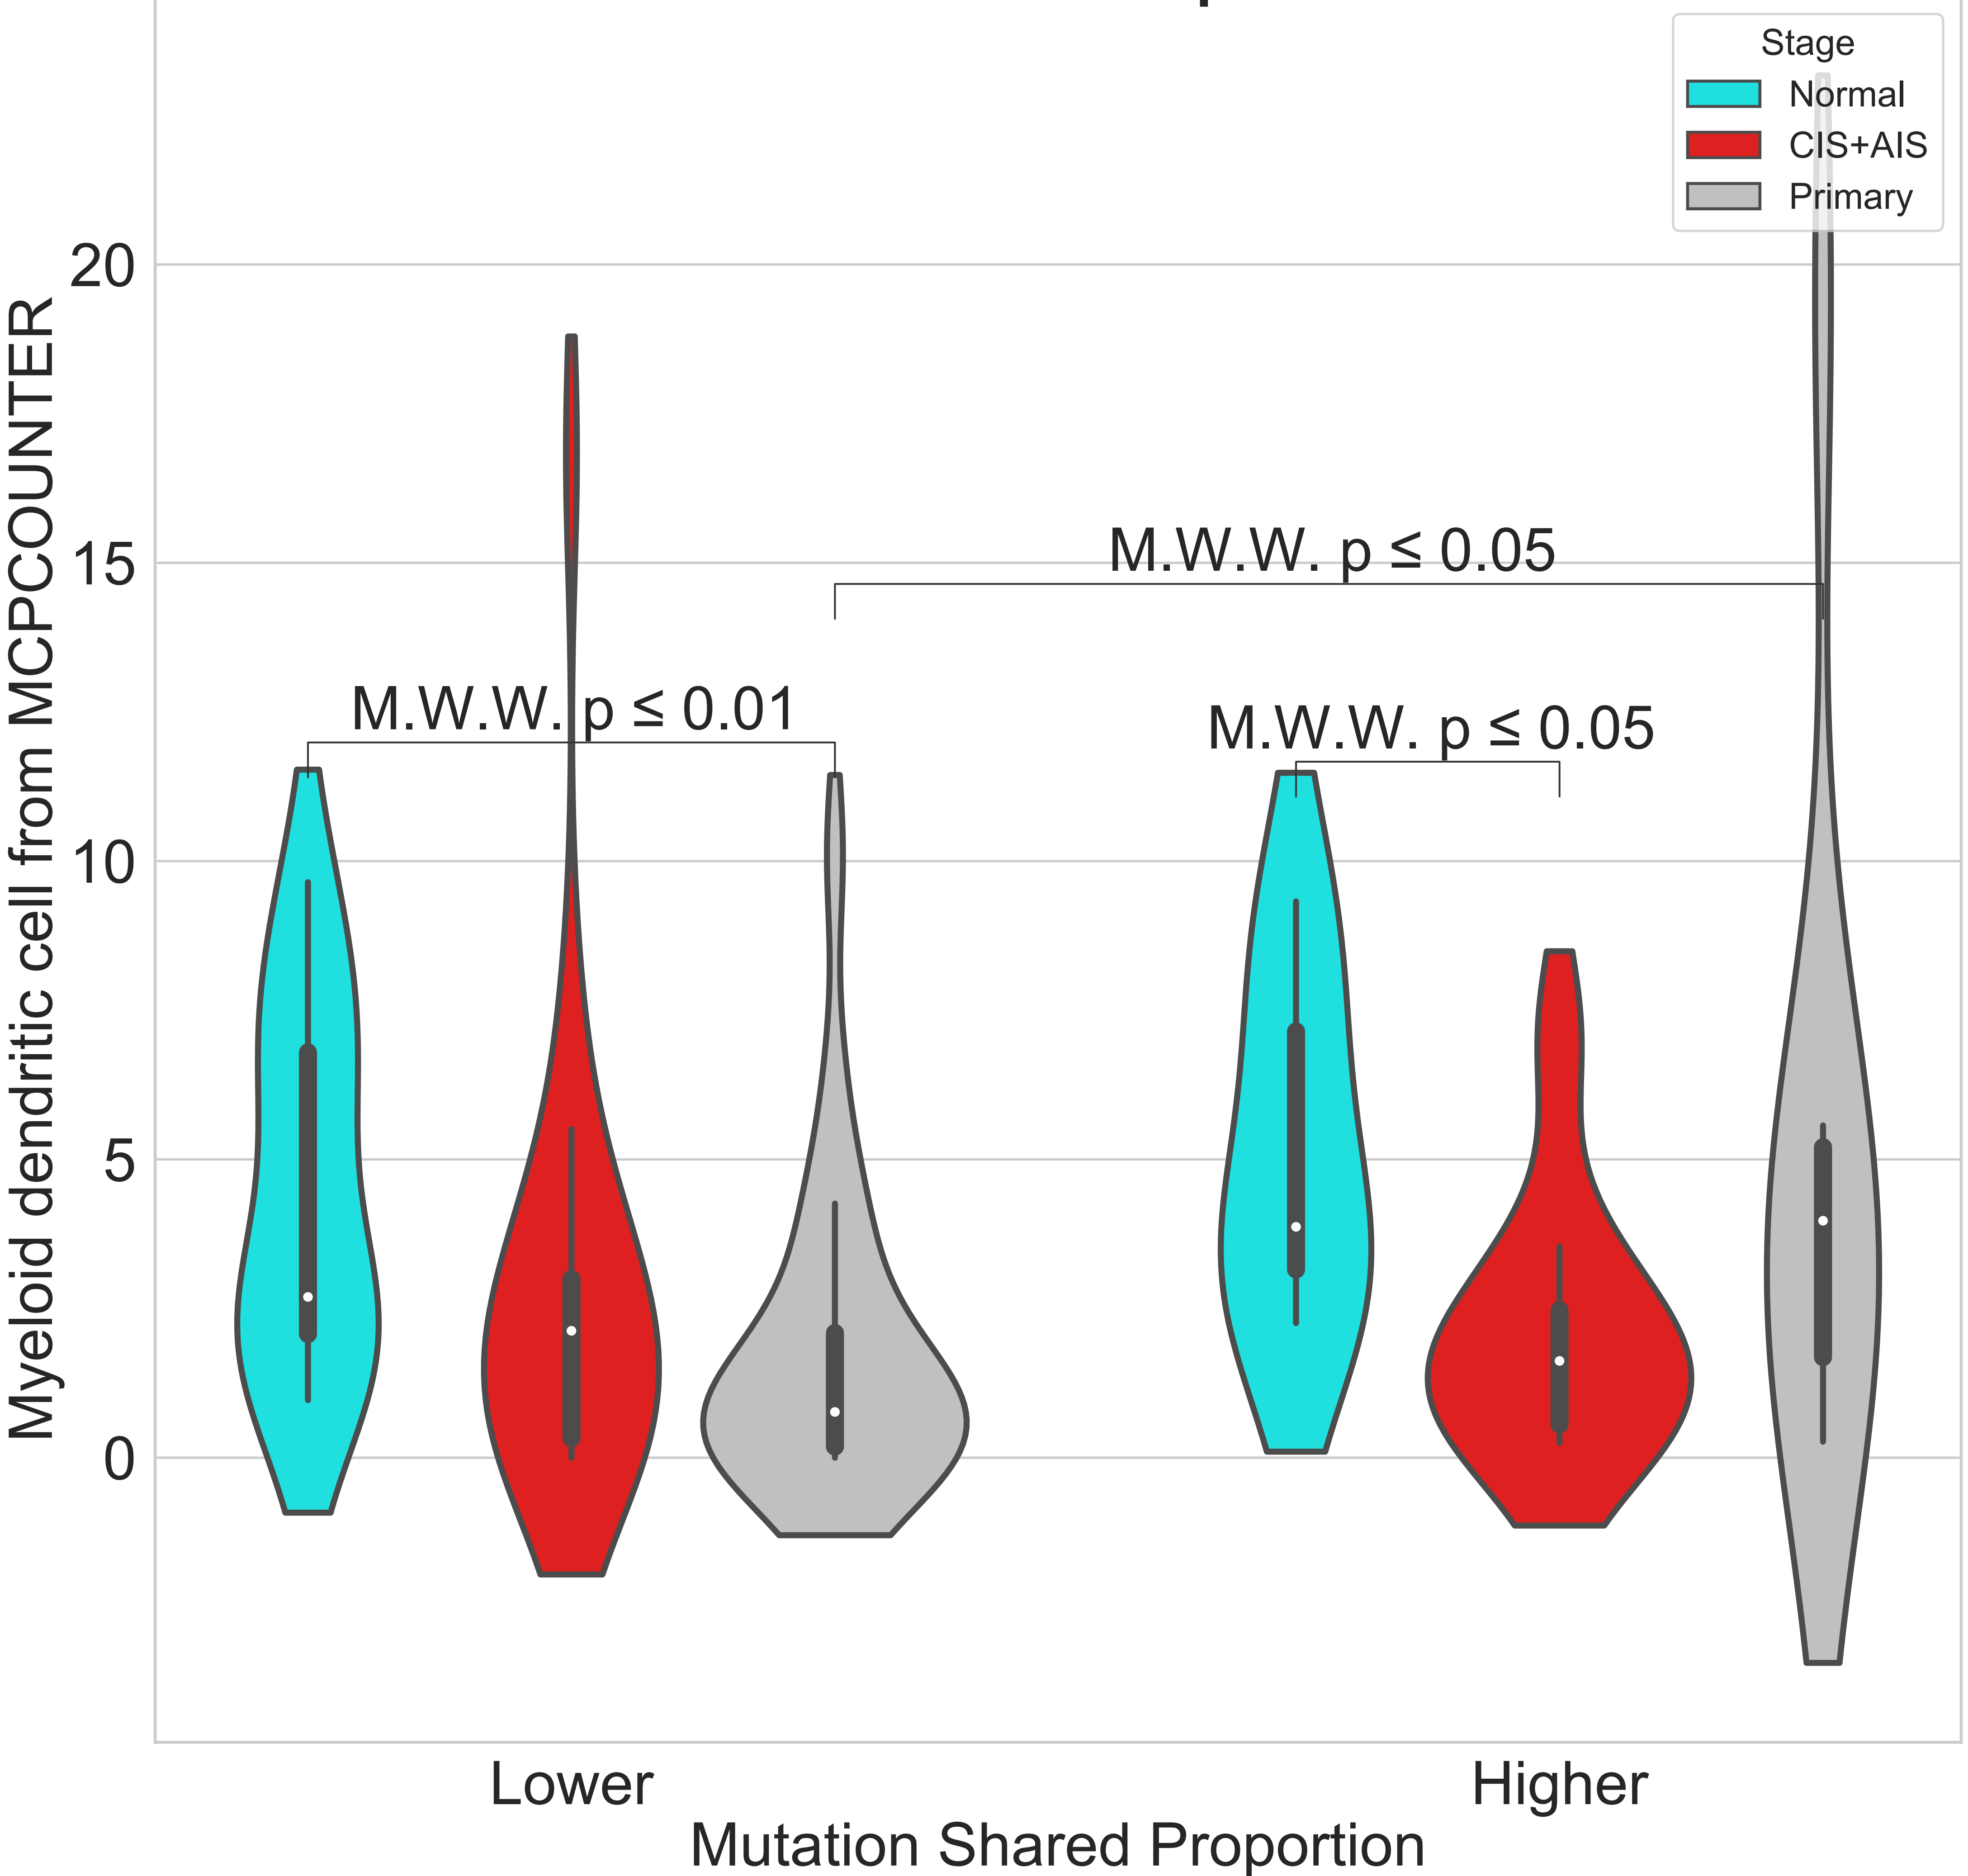 Stage
Normal
CIS+AIS
Primary
Myeloid dendritic cell from MCPCOUNTER
20
15
10
5
0
M.W.W. p ≤ 0.05
M.W.W. p ≤ 0.01
M.W.W. p ≤ 0.05
Lower
Higher
Mutation Shared Proportion